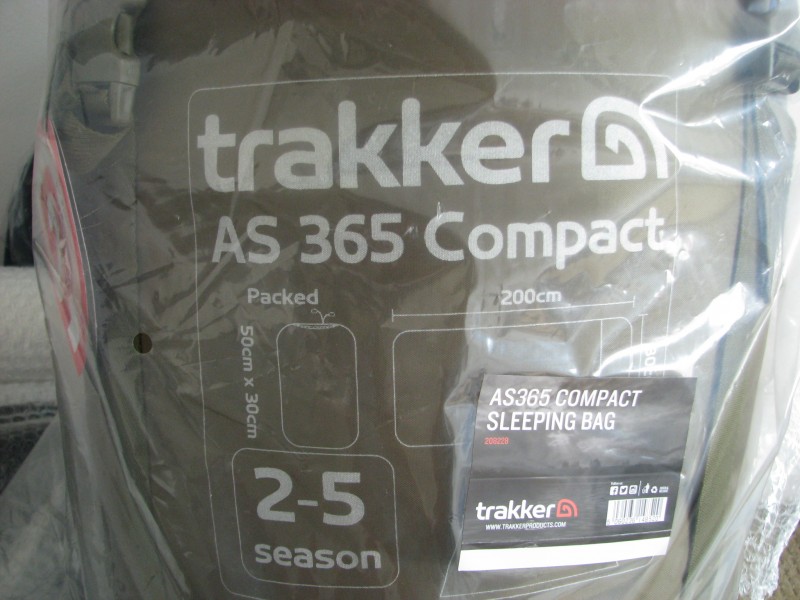 trakker
AS 365 Compact
Packed
200cm
50cm x 30cm
2-5
season
AS365 COMPACT
SLEEPING BAG
trakker
WWW.TRAKKERPRODUCTS.COM